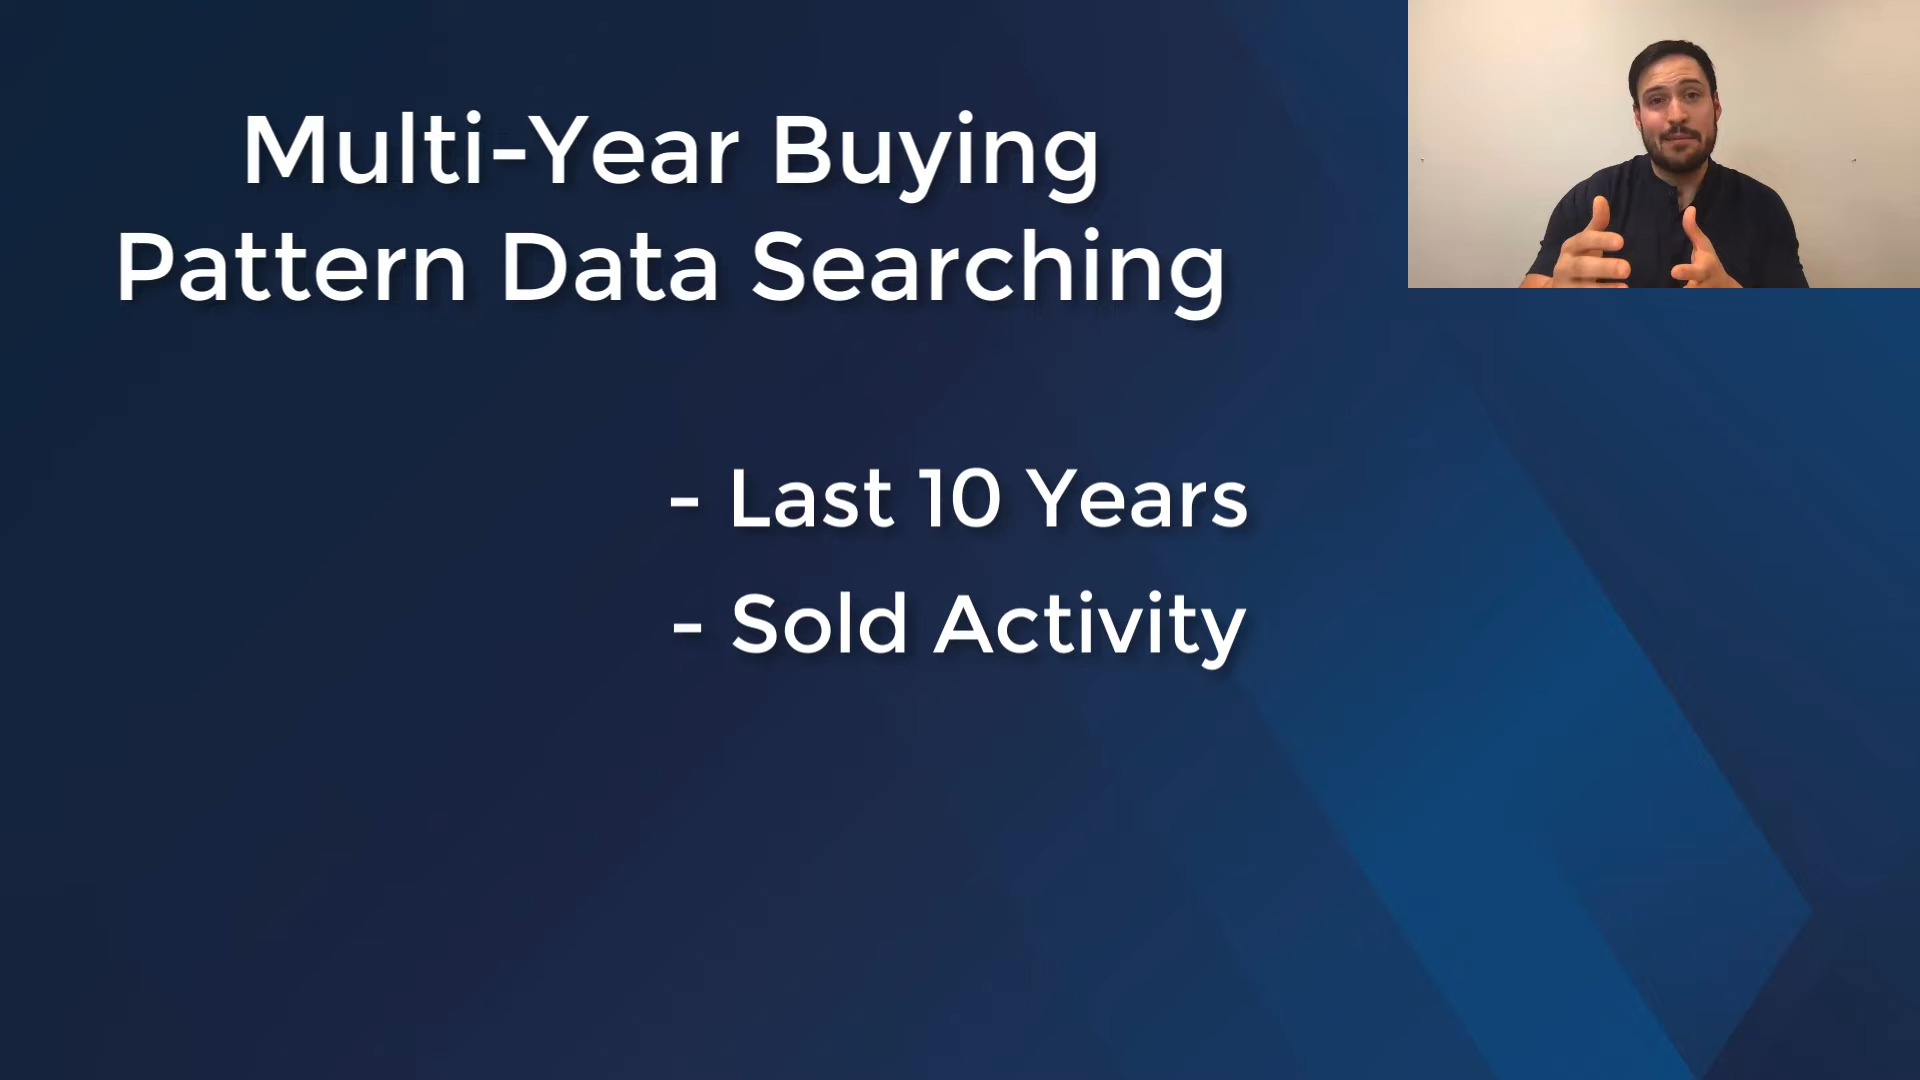 Multi-Year Buying
Pattern Data Searching
- Last 10 Years
- Sold Activity